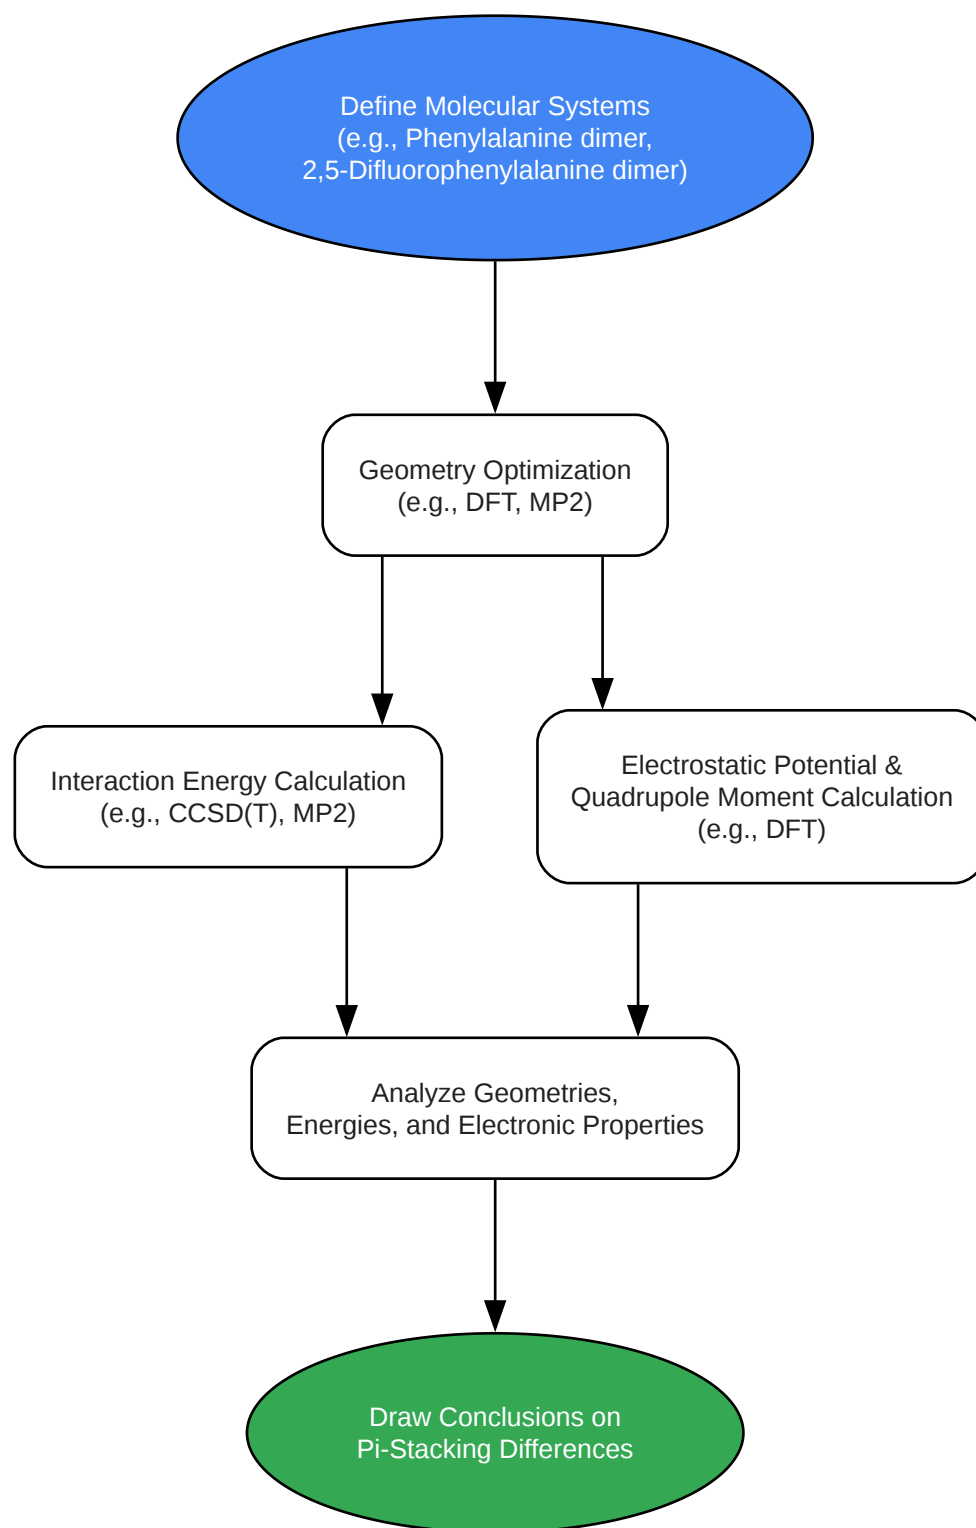 Define Molecular Systems
(e.g., Phenylalanine dimer,
2,5-Difluorophenylalanine dimer)
Geometry Optimization
(e.g., DFT, MP2)
Interaction Energy Calculation
(e.g., CCSD(T), MP2)
Electrostatic Potential &
Quadrupole Moment Calculation
(e.g., DFT)
Analyze Geometries,
Energies, and Electronic Properties
Draw Conclusions on
Pi-Stacking Differences